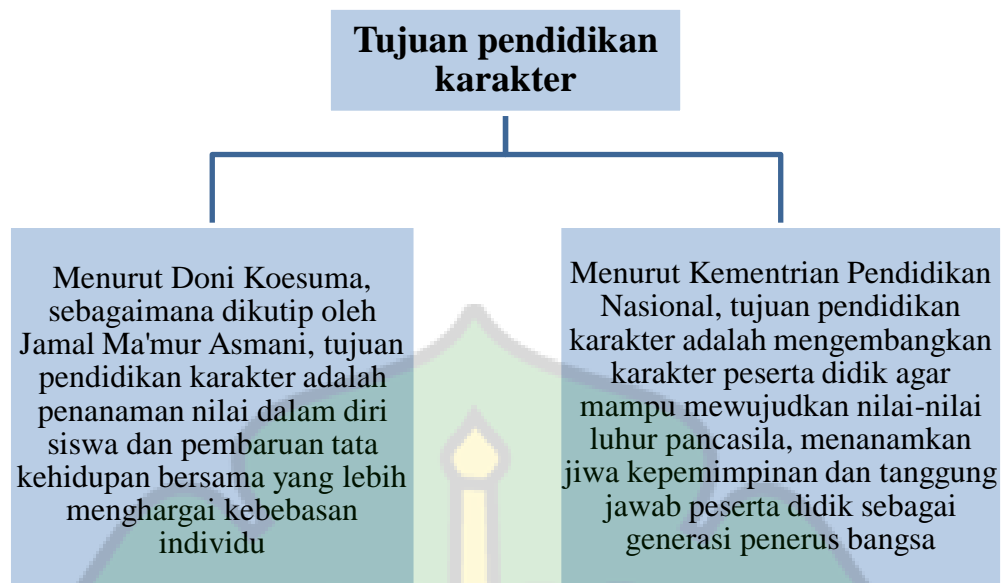 Tujuan pendidikan
karakter
Menurut Doni Koesuma,
sebagaimana dikutip oleh
Jamal Ma'mur Asmani, tujuan
pendidikan karakter adalah
penanaman nilai dalam diri
siswa dan pembaruan tata
kehidupan bersama yang lebih
menghargai kebebasan
individu
Menurut Kementrian Pendidikan
Nasional, tujuan pendidikan
karakter adalah mengembangkan
karakter peserta didik agar
mampu mewujudkan nilai-nilai
luhur pancasila, menanamkan
jiwa kepemimpinan dan tanggung
jawab peserta didik sebagai
generasi penerus bangsa